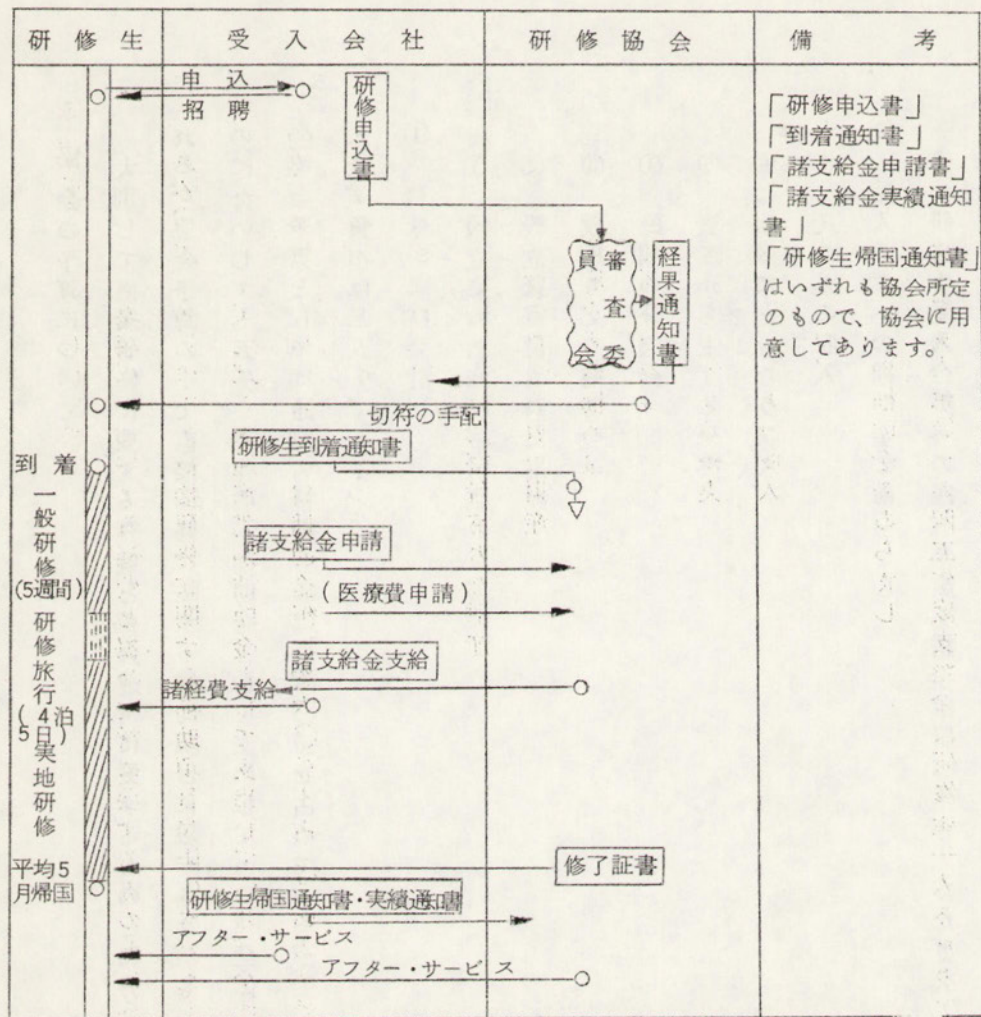 研修生
受入会社
研修協会
備考
申込
招聘
研修申込書
「研修申込書」
「到着通知書」
「諸支給金申請書」
「諸支給金実績通知
書」
「研修生帰国通知書」
はいずれも協会所定
のもので、協会に用
意してあります。
審査委
員会
経果通知書
切符の手配
研修生到着通知書
到着
一般研修
(5週間)
諸支給金申請
(医療費申請)
研修旅行
(4泊
5日)
諸支給金支給
諸経費支給
実地研修
平均5
月帰国
修了証書
研修生帰国通知書・実績通知書
アフター・サービス
アフター・サービス